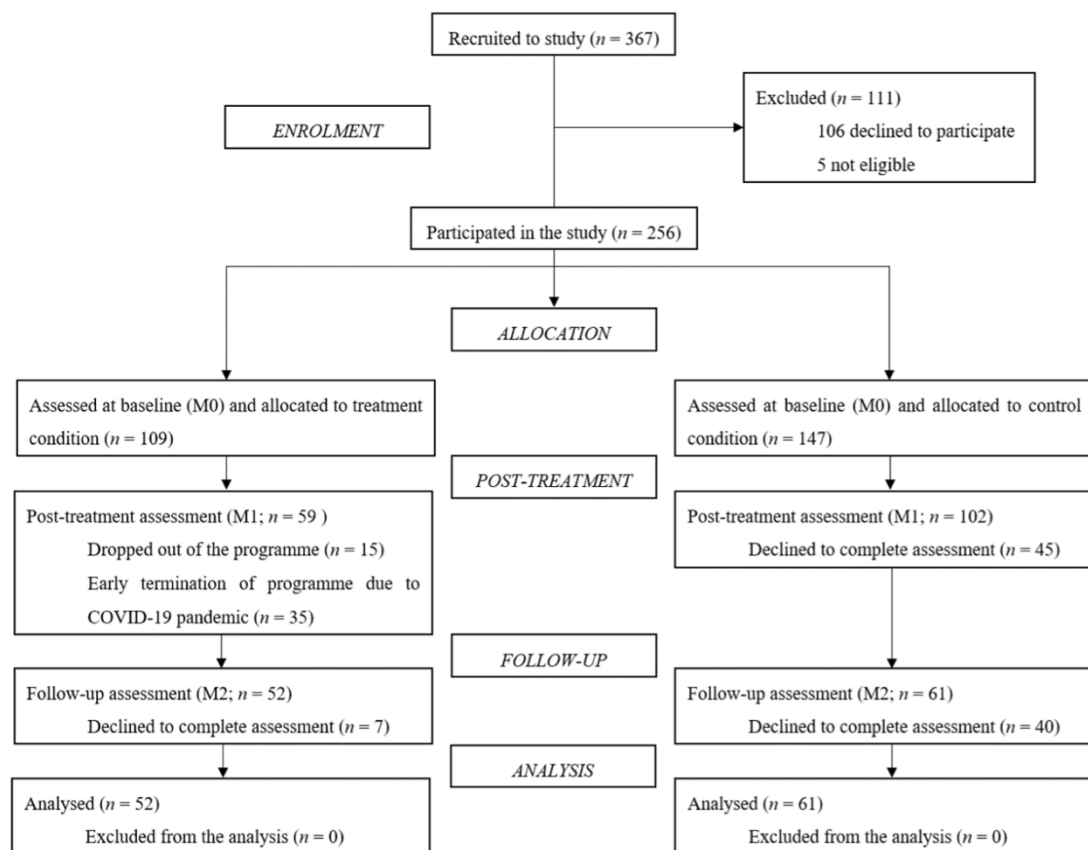 Recruited to study (n = 367)
Excluded (n = 111)
106 declined to participate
5 not eligible
ENROLMENT
Participated in the study (n = 256)
ALLOCATION
Assessed at baseline (M0) and allocated to treatment
condition (n = 109)
Assessed at baseline (M0) and allocated to control
condition (n = 147)
POST-TREATMENT
Post-treatment assessment (M1; n = 59 )
Dropped out of the programme (n = 15)
Early termination of programme due to
COVID-19 pandemic (n = 35)
Post-treatment assessment (M1; n = 102)
Declined to complete assessment (n = 45)
FOLLOW-UP
Follow-up assessment (M2; n = 52)
Declined to complete assessment (n = 7)
Follow-up assessment (M2; n = 61)
Declined to complete assessment (n = 40)
ANALYSIS
Analysed (n = 52)
Excluded from the analysis (n = 0)
Analysed (n = 61)
Excluded from the analysis (n = 0)